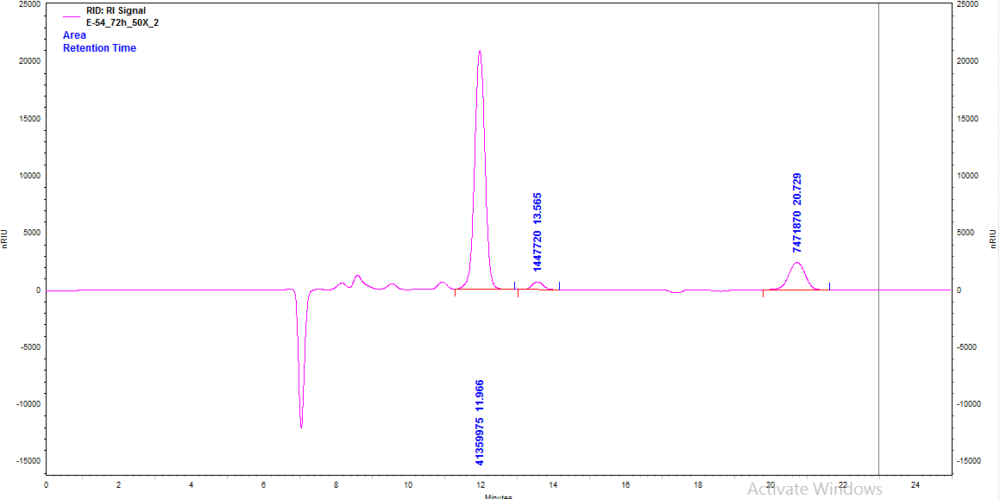 RID: RI Signal
E-54_72h_50X_2
Area
Retention Time
25000
20000
15000
10000
5000
0
-5000
-10000
-15000
nRIU
41359975 11.966
1447720 13.565
7471870 20.729
25000
20000
15000
10000
5000
0
-5000
-10000
-15000
nRIU
0 2 4 6 8 10 12 14 16 18 20 22 24
Minutes
Activate Windows